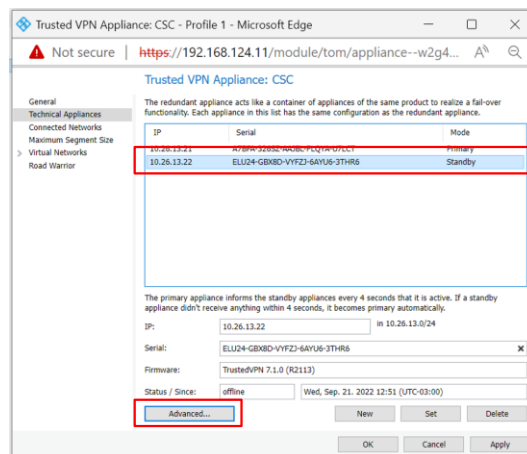 Trusted VPN Appliance: CSC - Profile 1 - Microsoft Edge
Not secure | https://192.168.124.11/module/tom/appliance--w2g4...
Trusted VPN Appliance: CSC
General
Technical Appliances
Connected Networks
Maximum Segment Size
Virtual Networks
Road Warrior
The redundant appliance acts like a container of appliances of the same product to realize a fail-over
functionality. Each appliance in this list has the same configuration as the redundant appliance.
IP Serial Mode
10.26.13.21 Primary
10.26.13.22 ELU24-GBX8D-VYFZJ-6AYU6-3THR6 Standby
The primary appliance informs the standby appliances every 4 seconds that it is active. If a standby
appliance didn't receive anything within 4 seconds, it becomes primary automatically.
IP: 10.26.13.22 in 10.26.13.0/24
Serial: ELU24-GBX8D-VYFZJ-6AYU6-3THR6
Firmware: TrustedVPN 7.1.0 (R2113)
Status / Since: offline Wed, Sep. 21. 2022 12:51 (UTC-03:00)
Advanced... New Set Delete
OK Cancel Apply